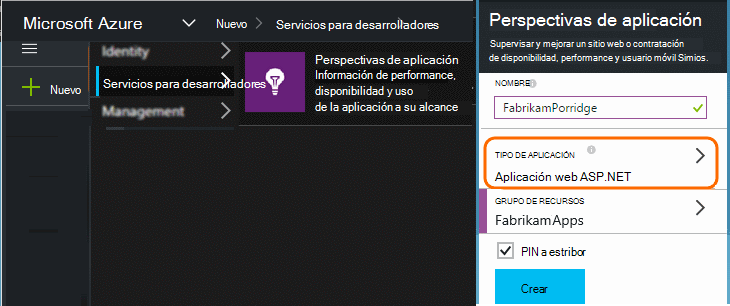 Microsoft Azure Nuevo Servicios para desarrolladores
Identity
Nuevo
Servicios para desarrolladores
Management
Perspectivas de aplicación
Información de performance,
disponibilidad y uso
de la aplicación a su alcance
Perspectivas de aplicación
Supervisar y mejorar un sitio web o contratación
de disponibilidad, performance y usuario móvil Simios.
NOMBRE
FabrikamPorridge
TIPO DE APLICACIÓN
Aplicación web ASP.NET
GRUPO DE RECURSOS
FabrikamApps
PIN a estribor
Crear